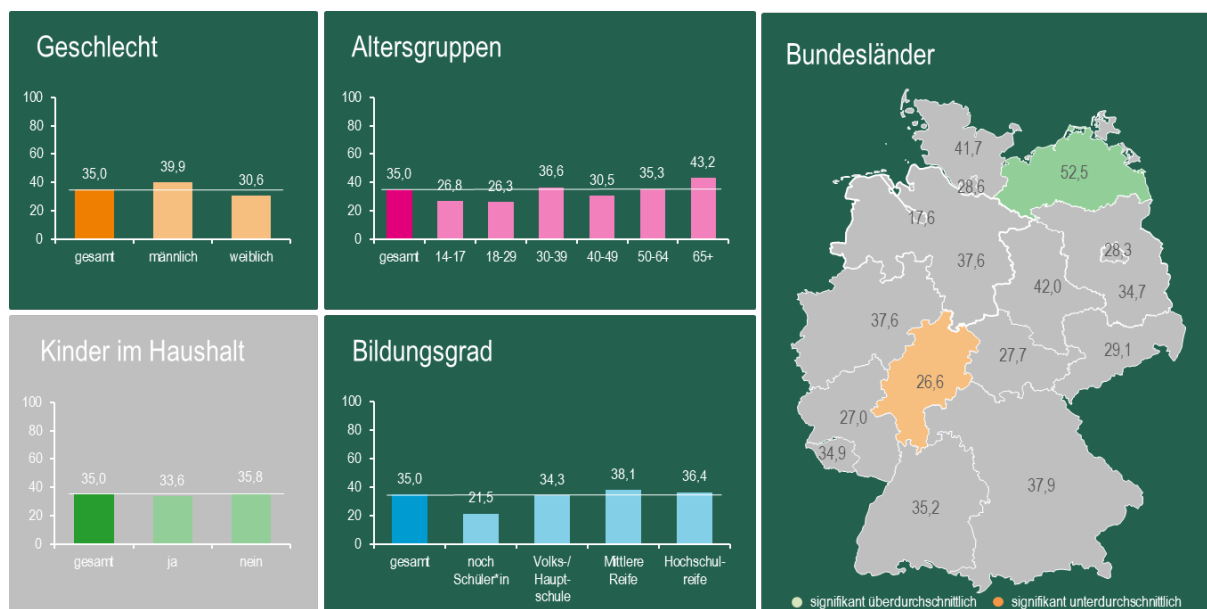 Geschlecht
100
80
60
40
20
0
35,0
39,9
30,6
gesamt
männlich
weiblich
Altersgruppen
100
80
60
40
20
0
35,0
26,8
26,3
36,6
30,5
35,3
43,2
gesamt
14-17
18-29
30-39
40-49
50-64
65+
Kinder im Haushalt
100
80
60
40
20
0
35,0
33,6
35,8
gesamt
ja
nein
Bildungsgrad
100
80
60
40
20
0
35,0
21,5
34,3
38,1
36,4
gesamt
noch
Schüler*in
Volks-/
Haupt-
schule
Mittlere
Reife
Hochschul-
reife
Bundesländer
41,7
52,5
28,6
17,6
28,3
37,6
42,0
34,7
37,6
27,7
29,1
26,6
27,0
34,9
37,9
35,2
signifikant überdurchschnittlich
signifikant unterdurchschnittlich